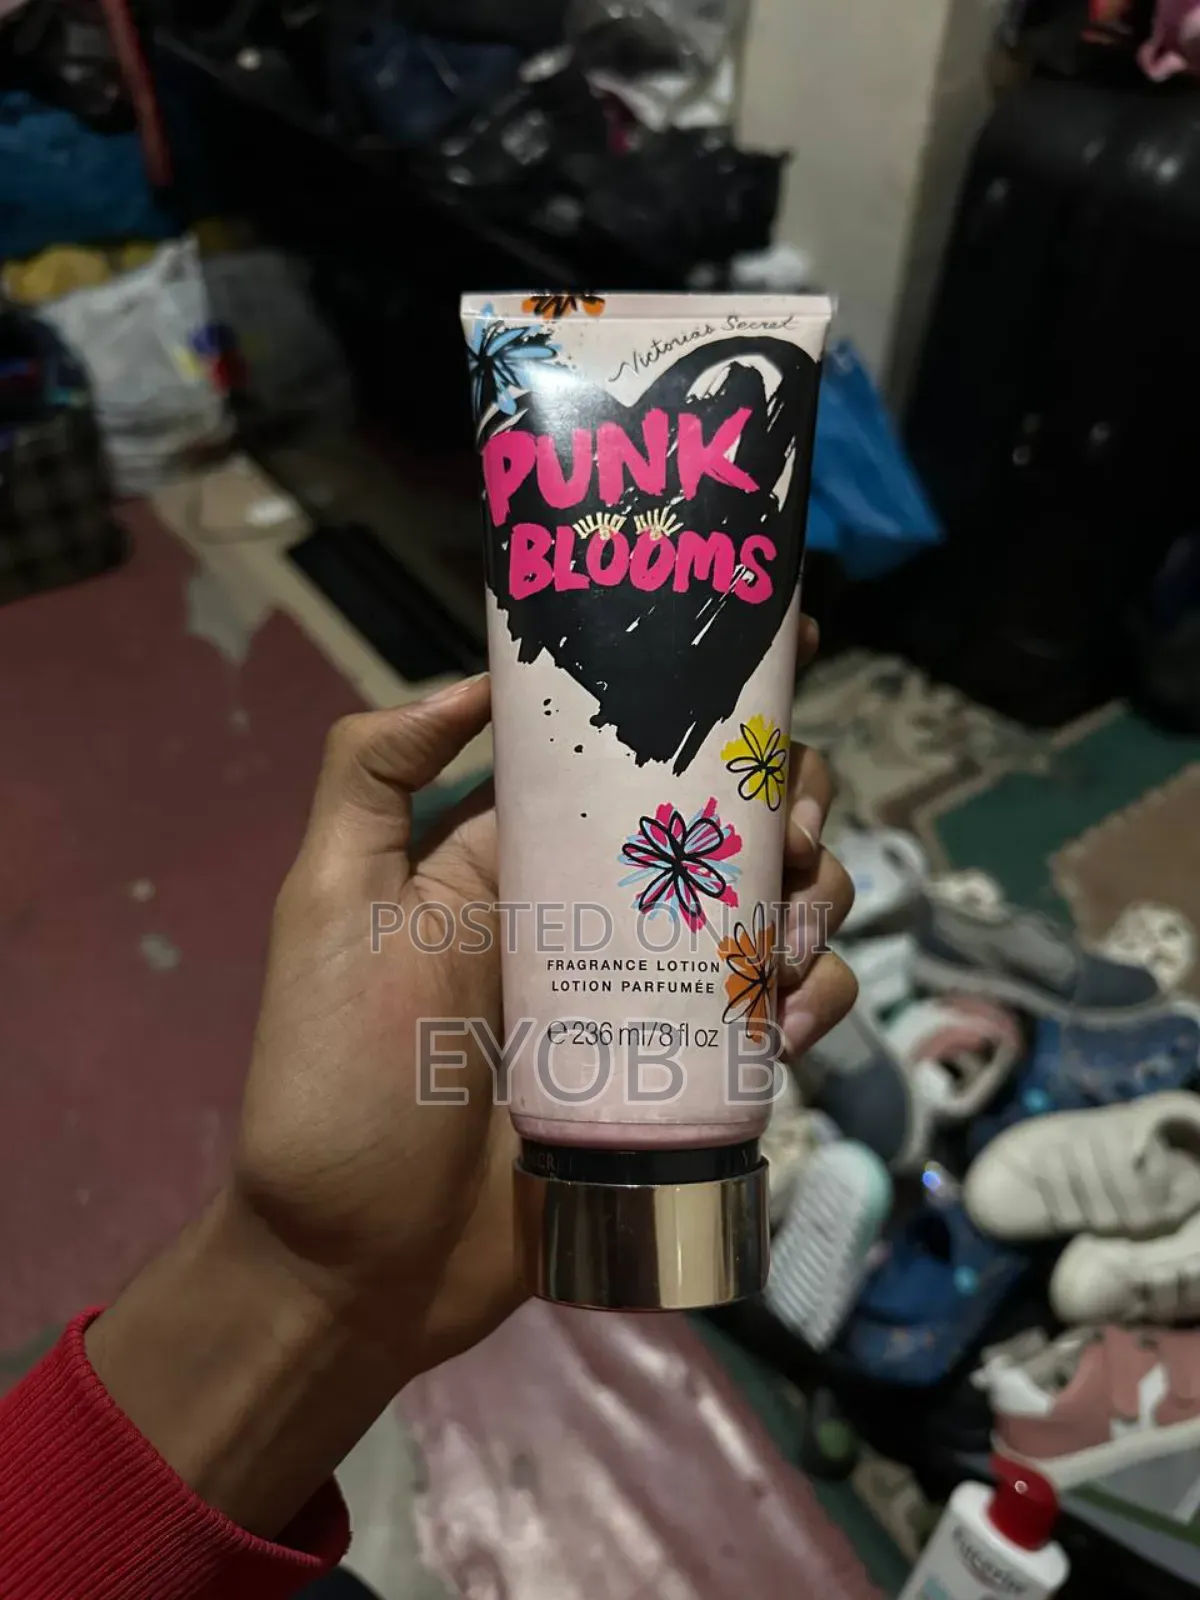 Victoria's Secret
PUNK
BLOOMS
POSTED ON JIJI
FRAGRANCE LOTION
LOTION PARFUMÉE
℮ 236 ml/8 fl oz
EYOB B